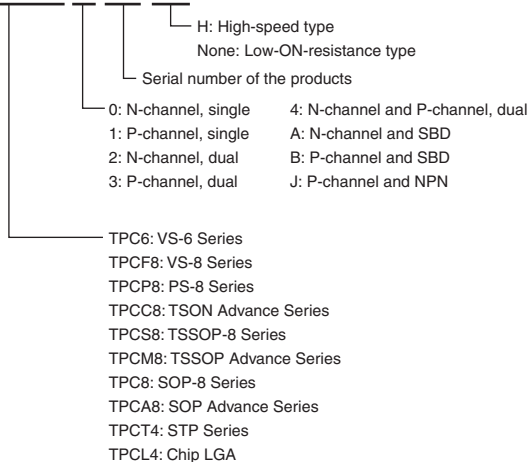 H: High-speed type
None: Low-ON-resistance type
Serial number of the products
0: N-channel, single 4: N-channel and P-channel, dual
1: P-channel, single A: N-channel and SBD
2: N-channel, dual B: P-channel and SBD
3: P-channel, dual J: P-channel and NPN
TPC6: VS-6 Series
TPCF8: VS-8 Series
TPCP8: PS-8 Series
TPCC8: TSON Advance Series
TPCS8: TSSOP-8 Series
TPCM8: TSSOP Advance Series
TPC8: SOP-8 Series
TPCA8: SOP Advance Series
TPCT4: STP Series
TPCL4: Chip LGA